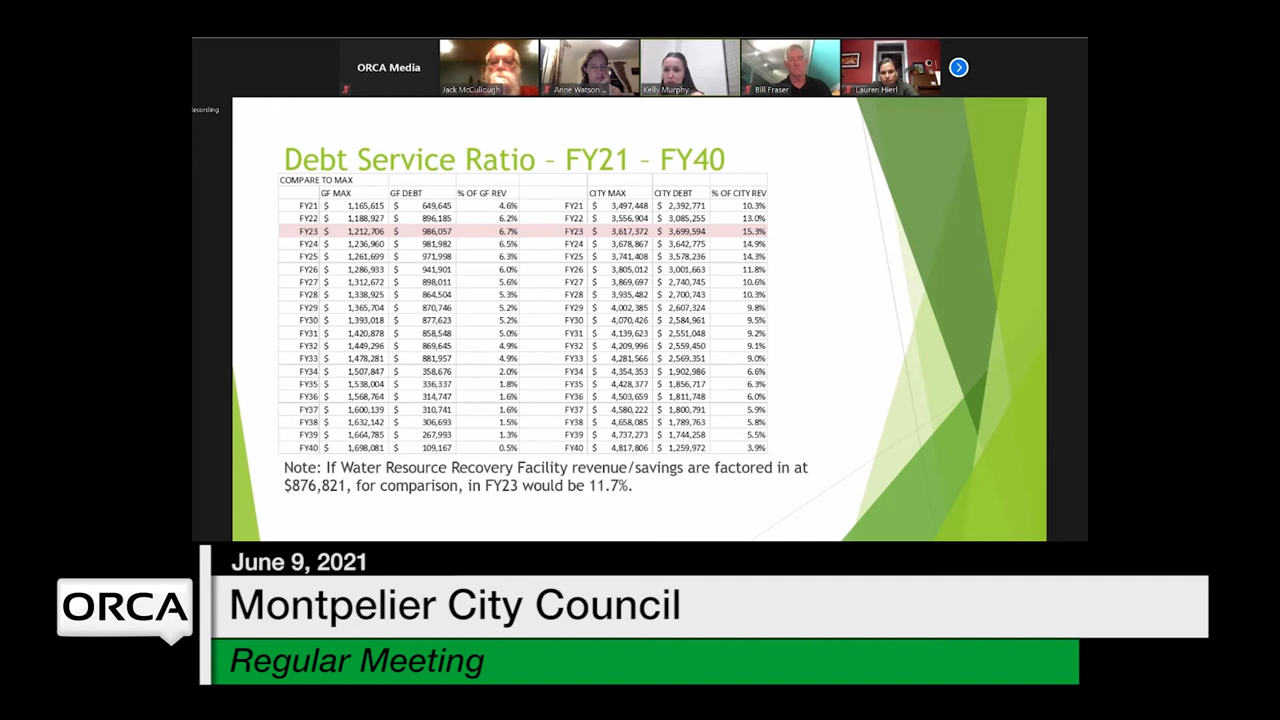 ORCA Media
Jack McCullough
Anne Watson ...
Kelly Murphy
Bill Fraser
Lauren Hierl
ecording
Debt Service Ratio – FY21 – FY40
COMPARE TO MAX
GF MAX GF DEBT % OF GF REV CITY MAX CITY DEBT % OF CITY REV
FY21 $ 1,165,615 $ 649,645 4.6% FY21 $ 3,497,448 $ 2,392,771 10.3%
FY22 $ 1,188,927 $ 896,185 6.2% FY22 $ 3,556,904 $ 3,085,255 13.0%
FY23 $ 1,212,706 $ 986,057 6.7% FY23 $ 3,617,372 $ 3,699,594 15.3%
FY24 $ 1,236,960 $ 981,982 6.5% FY24 $ 3,678,867 $ 3,642,775 14.9%
FY25 $ 1,261,699 $ 971,998 6.3% FY25 $ 3,741,408 $ 3,578,236 14.3%
FY26 $ 1,286,933 $ 941,901 6.0% FY26 $ 3,805,012 $ 3,001,663 11.8%
FY27 $ 1,312,672 $ 898,011 5.6% FY27 $ 3,869,697 $ 2,740,745 10.6%
FY28 $ 1,338,925 $ 864,504 5.3% FY28 $ 3,935,482 $ 2,700,743 10.3%
FY29 $ 1,365,704 $ 870,746 5.2% FY29 $ 4,002,385 $ 2,607,324 9.8%
FY30 $ 1,393,018 $ 877,623 5.2% FY30 $ 4,070,426 $ 2,584,961 9.5%
FY31 $ 1,420,878 $ 858,548 5.0% FY31 $ 4,139,623 $ 2,551,048 9.2%
FY32 $ 1,449,296 $ 869,645 4.9% FY32 $ 4,209,996 $ 2,559,450 9.1%
FY33 $ 1,478,281 $ 881,957 4.9% FY33 $ 4,281,566 $ 2,569,351 9.0%
FY34 $ 1,507,847 $ 358,676 2.0% FY34 $ 4,354,353 $ 1,902,986 6.6%
FY35 $ 1,538,004 $ 336,337 1.8% FY35 $ 4,428,377 $ 1,856,717 6.3%
FY36 $ 1,568,764 $ 314,747 1.6% FY36 $ 4,503,659 $ 1,811,748 6.0%
FY37 $ 1,600,139 $ 310,741 1.6% FY37 $ 4,580,222 $ 1,800,791 5.9%
FY38 $ 1,632,142 $ 306,693 1.5% FY38 $ 4,658,085 $ 1,789,763 5.8%
FY39 $ 1,664,785 $ 267,993 1.3% FY39 $ 4,737,273 $ 1,744,258 5.5%
FY40 $ 1,698,081 $ 109,167 0.5% FY40 $ 4,817,806 $ 1,259,972 3.9%
Note: If Water Resource Recovery Facility revenue/savings are factored in at
$876,821, for comparison, in FY23 would be 11.7%.
June 9, 2021
ORCA
Montpelier City Council
Regular Meeting